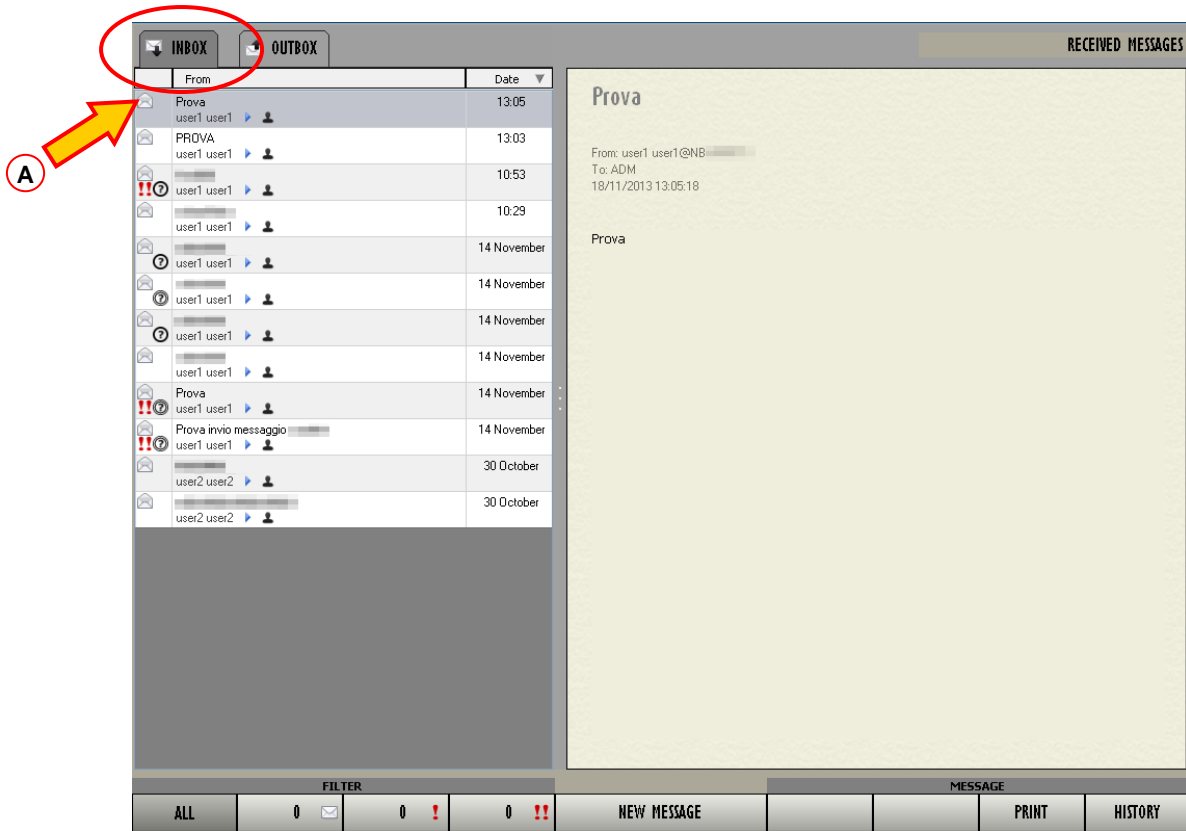 INBOX OUTBOX RECEIVED MESSAGES
From Date
Prova 13:05
user1 user1
PROVA 13:03
user1 user1
10:53
user1 user1
10:29
user1 user1
14 November
user1 user1
14 November
user1 user1
14 November
user1 user1
14 November
user1 user1
Prova 14 November
user1 user1
Prova invio messaggio 14 November
user1 user1
30 October
user2 user2
30 October
user2 user2
A
Prova
From: user1 user1@NB
To: ADM
18/11/2013 13:05:18
Prova
FILTER MESSAGE
ALL 0 0 ! 0 !! NEW MESSAGE PRINT HISTORY